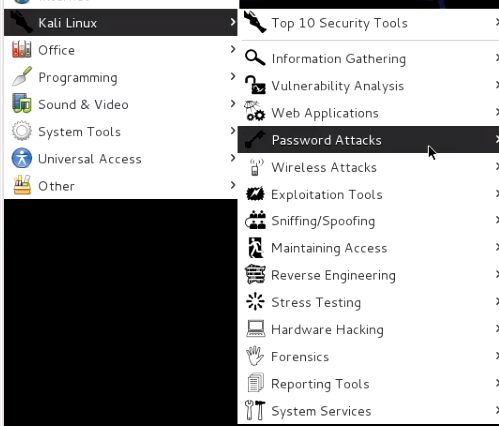 Internet
Kali Linux
Office
Programming
Sound & Video
System Tools
Universal Access
Other
Top 10 Security Tools
Information Gathering
Vulnerability Analysis
Web Applications
Password Attacks
Wireless Attacks
Exploitation Tools
Sniffing/Spoofing
Maintaining Access
Reverse Engineering
Stress Testing
Hardware Hacking
Forensics
Reporting Tools
System Services